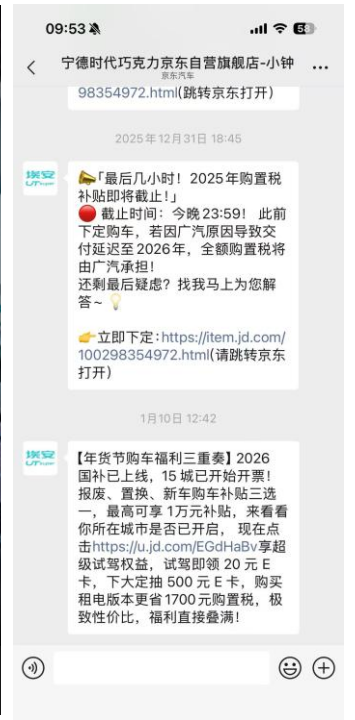 09:53
53
宁德时代巧克力京东自营旗舰店-小钟
京东汽车
98354972.html(跳转京东打开)
2025年12月31日 18:45
埃安
UT super
📣「最后几小时！2025年购置税
补贴即将截止！」
🔴 截止时间：今晚23:59！此前
下定购车，若因广汽原因导致交
付延迟至2026年，全额购置税将
由广汽承担！
还剩最后疑虑？找我马上为您解
答~ 💡
👉立即下定:https://item.jd.com/
100298354972.html(请跳转京东
打开)
1月10日 12:42
埃安
UT super
【年货节购车福利三重奏】2026
国补已上线，15 城已开始开票！
报废、置换、新车购车补贴三选
一，最高可享 1万元补贴，来看看
你所在城市是否已开启， 现在点
击https://u.jd.com/EGdHaBv享超
级试驾权益，试驾即领 20 元 E
卡，下大定抽 500 元 E 卡，购买
租电版本更省1700元购置税，极
致性价比，福利直接叠满！